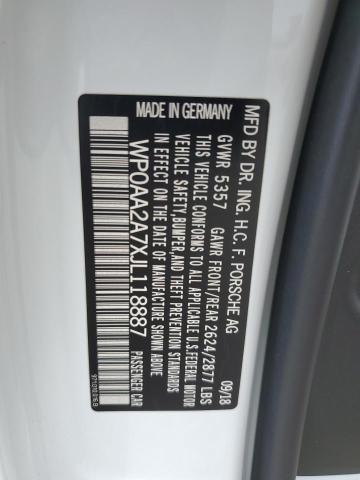 MFD BY DR. ING. H.C. F. PORSCHE AG
GVWR 5357 GAWR FRONT/REAR 2624/2877 LBS 09/18
THIS VEHICLE CONFORMS TO ALL APPLICABLE U.S. FEDERAL MOTOR
VEHICLE SAFETY, BUMPER, AND THEFT PREVENTION STANDARDS
IN EFFECT ON THE DATE OF MANUFACTURE SHOWN ABOVE.
MADE IN GERMANY
WP0AA2A7XJL118887
PASSENGER CAR